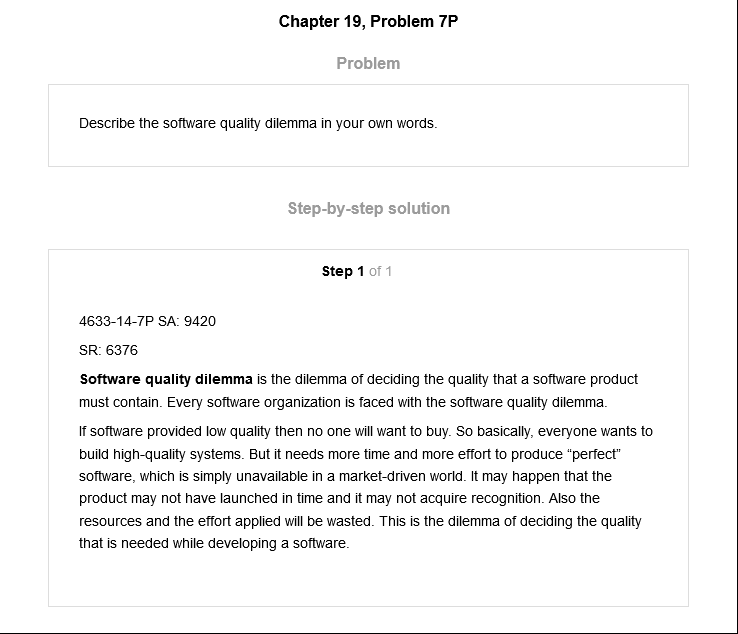 Chapter 19, Problem 7P
Problem
Describe the software quality dilemma in your own words.
Step-by-step solution
Step 1 of 1
4633-14-7P SA: 9420
SR: 6376
Software quality dilemma is the dilemma of deciding the quality that a software product
must contain. Every software organization is faced with the software quality dilemma.
If software provided low quality then no one will want to buy. So basically, everyone wants to
build high-quality systems. But it needs more time and more effort to produce “perfect”
software, which is simply unavailable in a market-driven world. It may happen that the
product may not have launched in time and it may not acquire recognition. Also the
resources and the effort applied will be wasted. This is the dilemma of deciding the quality
that is needed while developing a software.